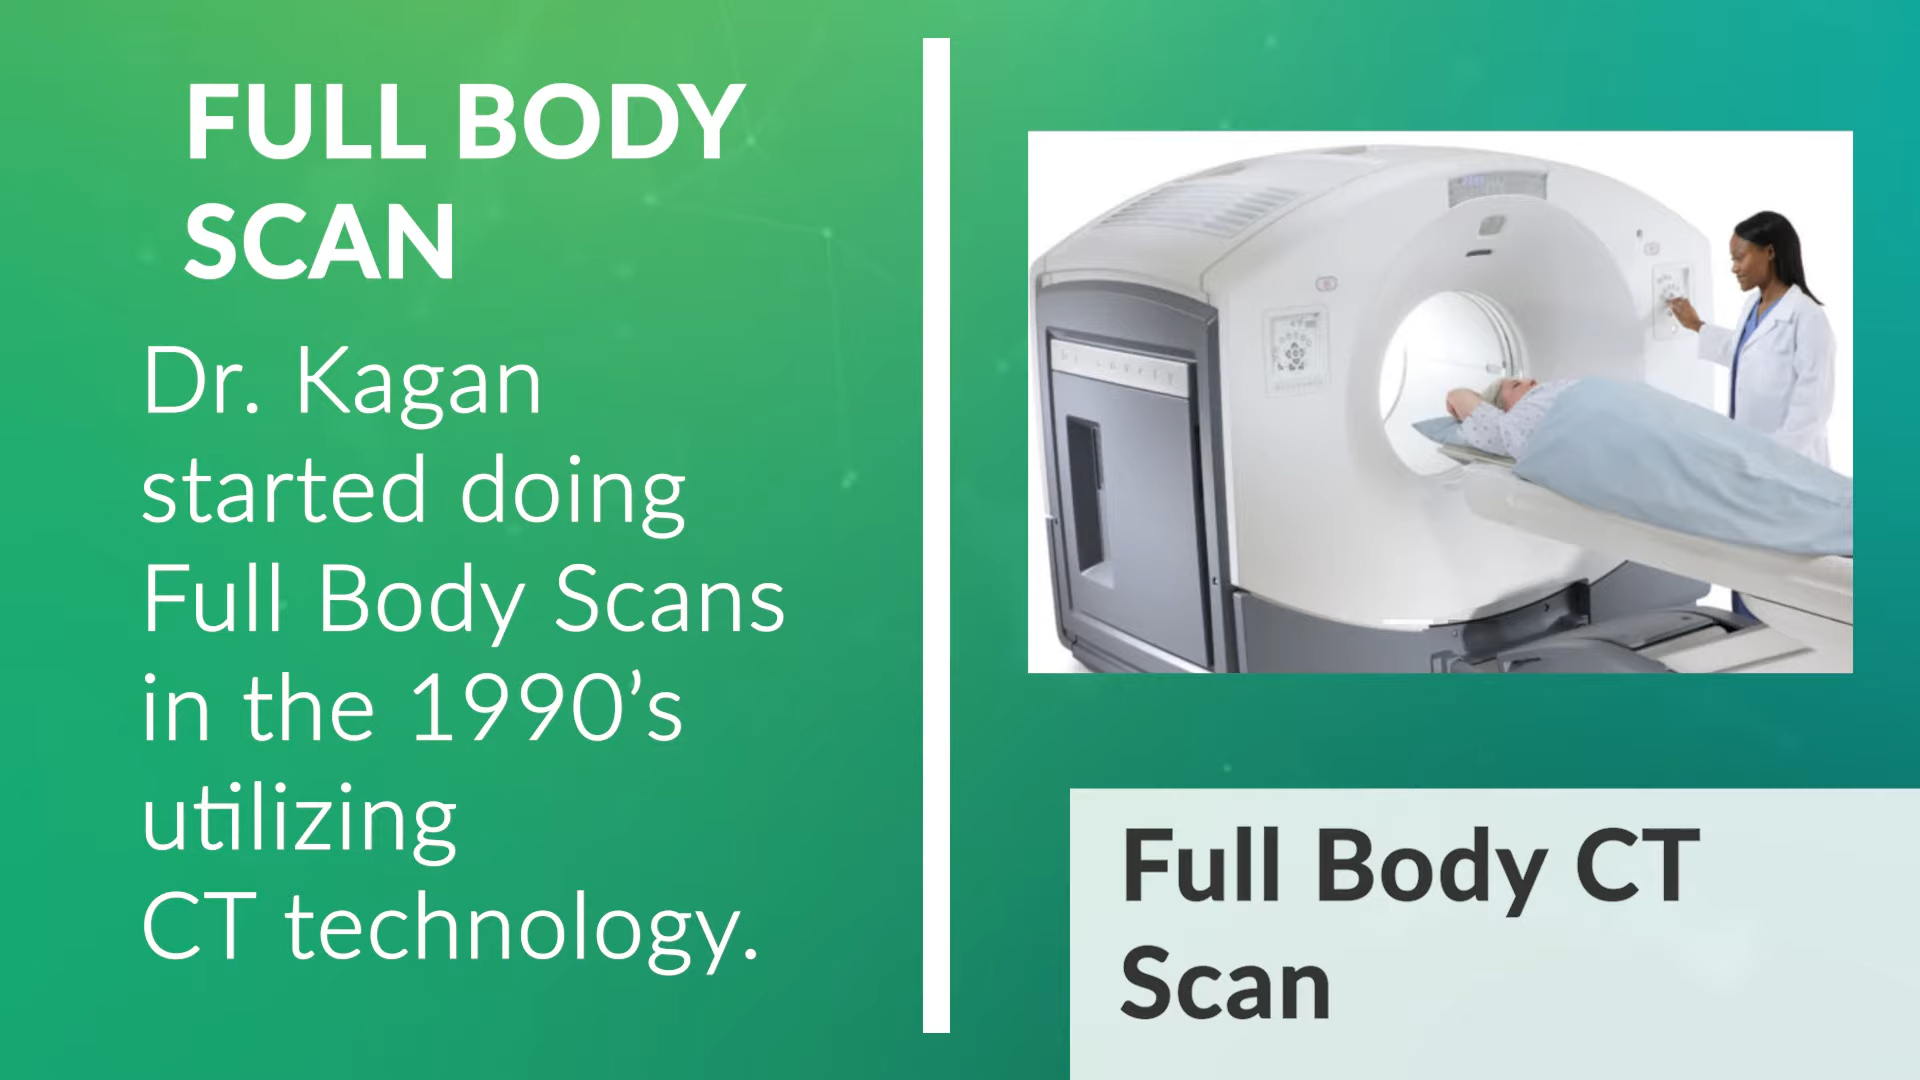 FULL BODY
SCAN
Dr. Kagan
started doing
Full Body Scans
in the 1990’s
utilizing
CT technology.
Full Body CT
Scan